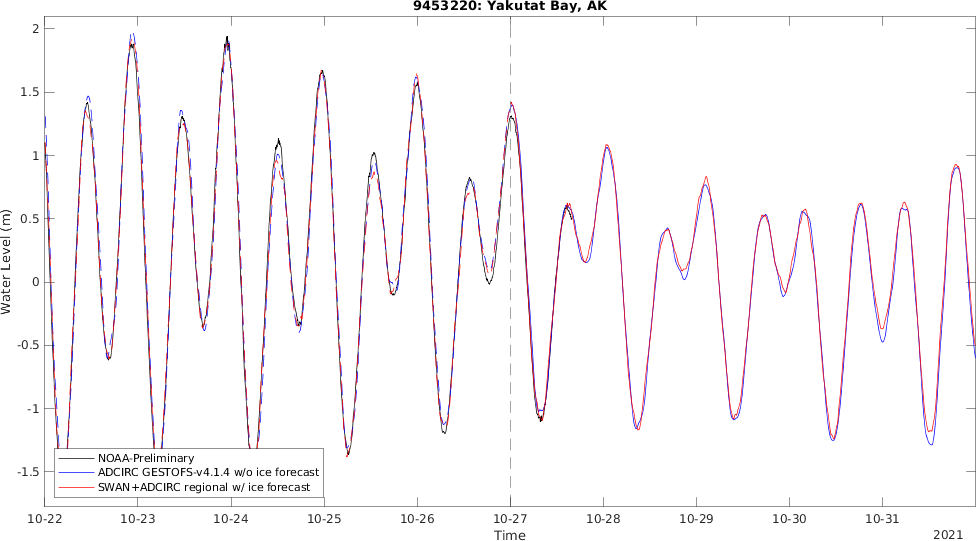 9453220: Yakutat Bay, AK
2
1.5
1
0.5
0
-0.5
-1
-1.5
Water Level (m)
NOAA-Preliminary
ADCIRC GESTOFS-v4.1.4 w/o ice forecast
SWAN+ADCIRC regional w/ ice forecast
10-22 10-23 10-24 10-25 10-26 10-27 10-28 10-29 10-30 10-31
Time
2021